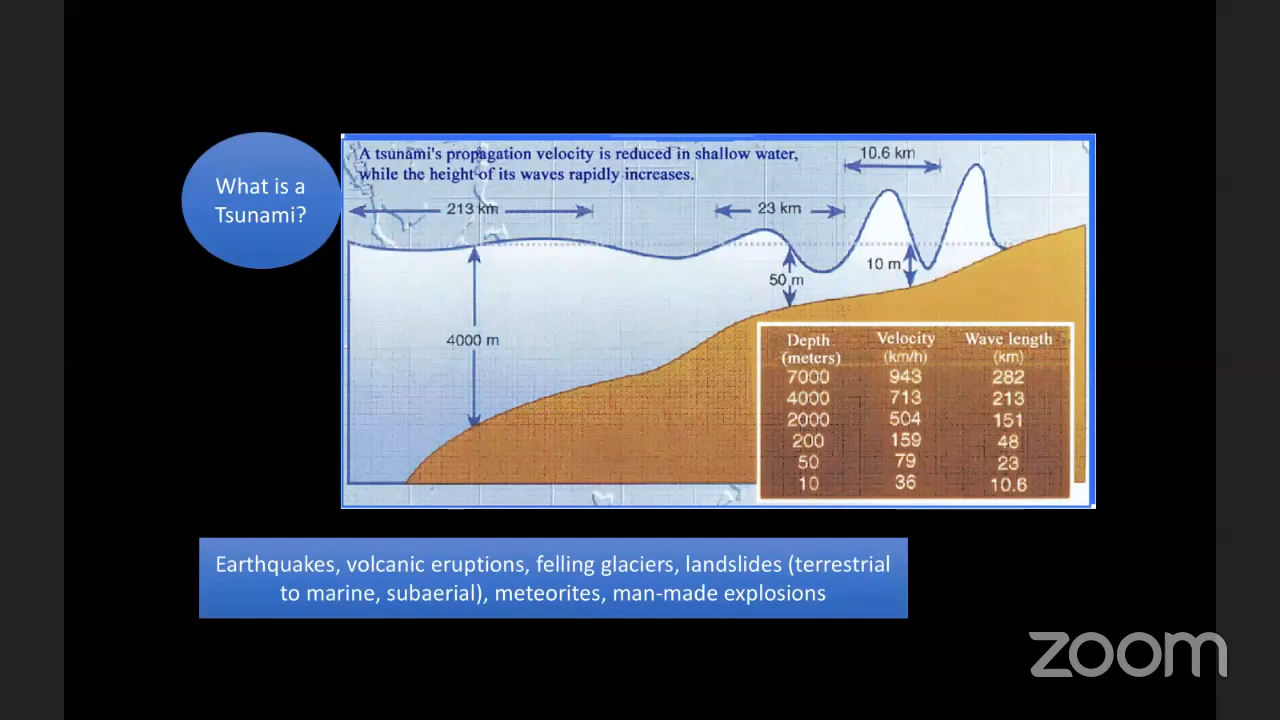 What is a
Tsunami?
A tsunami's propagation velocity is reduced in shallow water,
while the height of its waves rapidly increases.
10.6 km
213 km
23 km
10 m
50 m
4000 m
Depth Velocity Wave length
(meters) (km/h) (km)
7000 943 282
4000 713 213
2000 504 151
200 159 48
50 79 23
10 36 10.6
Earthquakes, volcanic eruptions, felling glaciers, landslides (terrestrial
to marine, subaerial), meteorites, man-made explosions
zoom